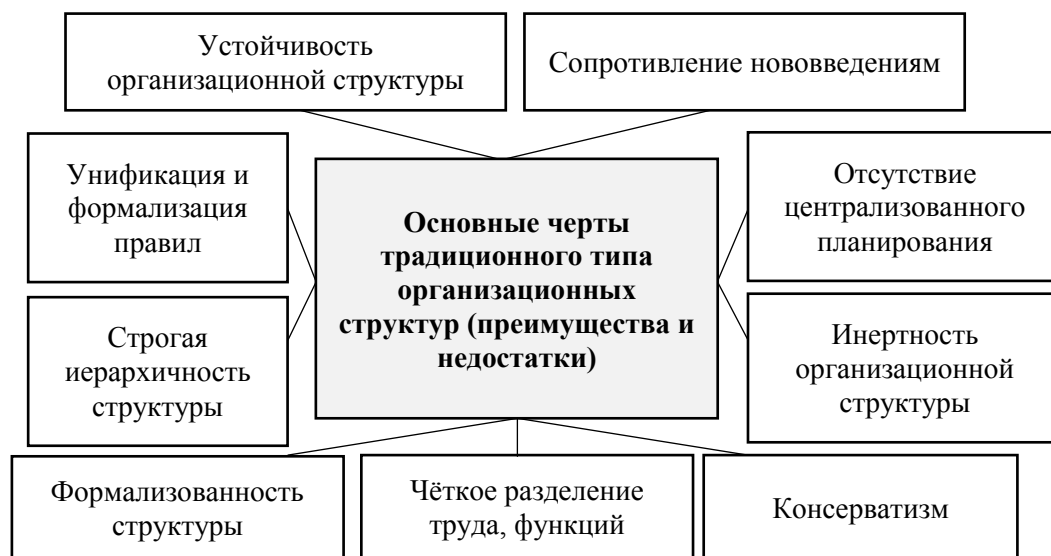 Устойчивость
организационной структуры
Сопротивление нововведениям
Унификация и
формализация
правил
Основные черты
традиционного типа
организационных
структур (преимущества и
недостатки)
Отсутствие
централизованного
планирования
Строгая
иерархичность
структуры
Инертность
организационной
структуры
Формализованность
структуры
Чёткое разделение
труда, функций
Консерватизм